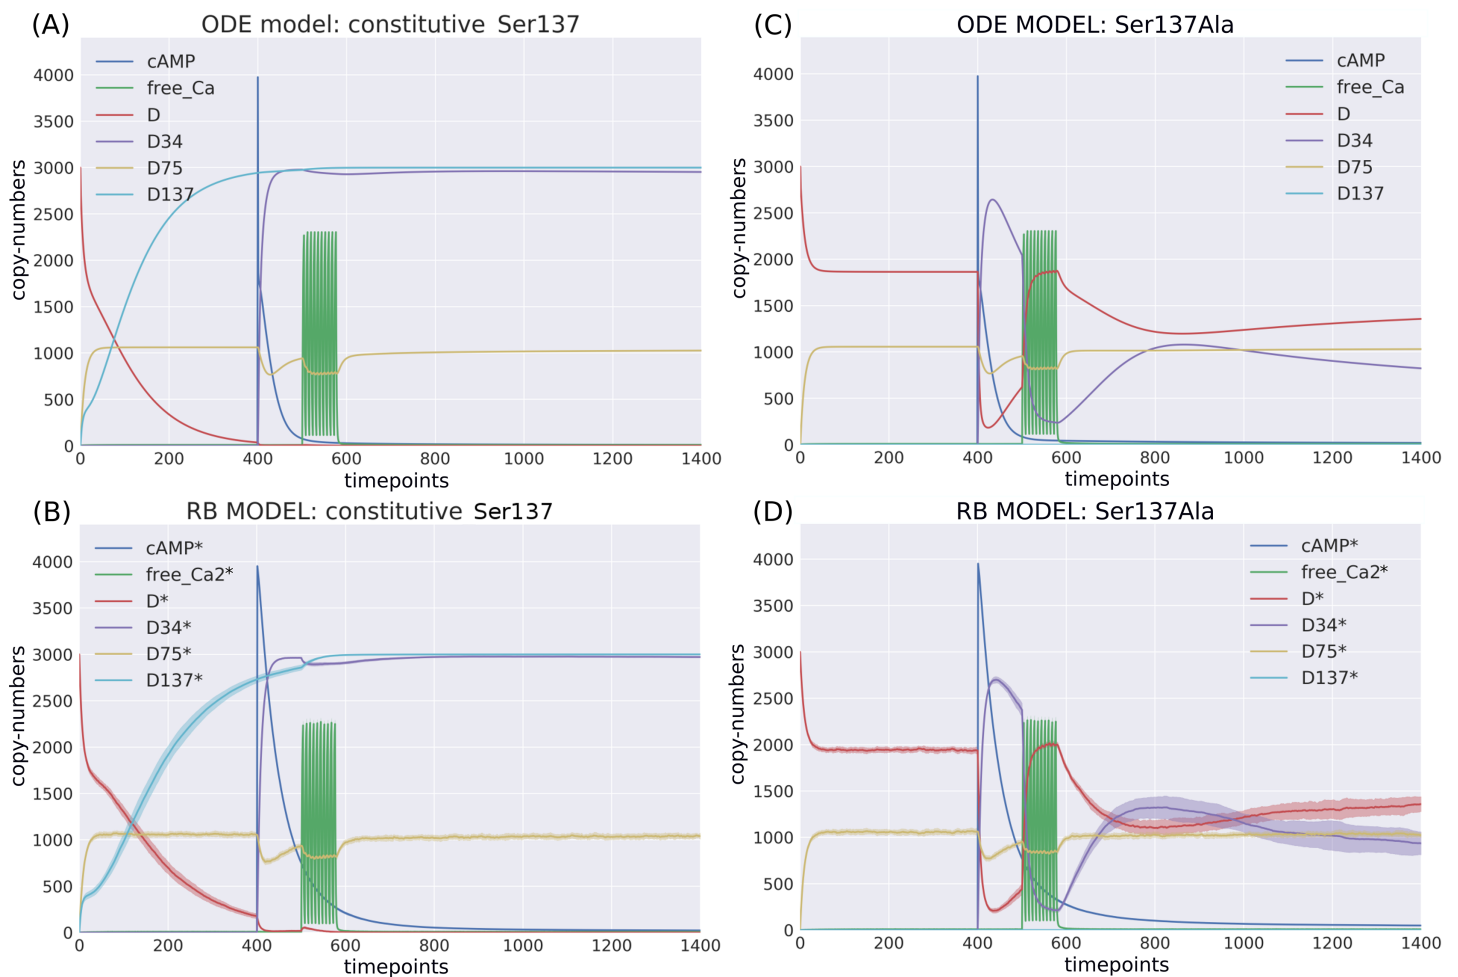 (A) ODE model: constitutive Ser137
copy-numbers
4000
3500
3000
2500
2000
1500
1000
500
0
cAMP
free_Ca
D
D34
D75
D137
0 200 400 600 800 1000 1200 1400
timepoints
(C) ODE MODEL: Ser137Ala
copy-numbers
4000
3500
3000
2500
2000
1500
1000
500
0
cAMP
free_Ca
D
D34
D75
D137
0 200 400 600 800 1000 1200 1400
timepoints
(B) RB MODEL: constitutive Ser137
copy-numbers
4000
3500
3000
2500
2000
1500
1000
500
0
cAMP*
free_Ca2*
D*
D34*
D75*
D137*
0 200 400 600 800 1000 1200 1400
timepoints
(D) RB MODEL: Ser137Ala
copy-numbers
4000
3500
3000
2500
2000
1500
1000
500
0
cAMP*
free_Ca2*
D*
D34*
D75*
D137*
0 200 400 600 800 1000 1200 1400
timepoints